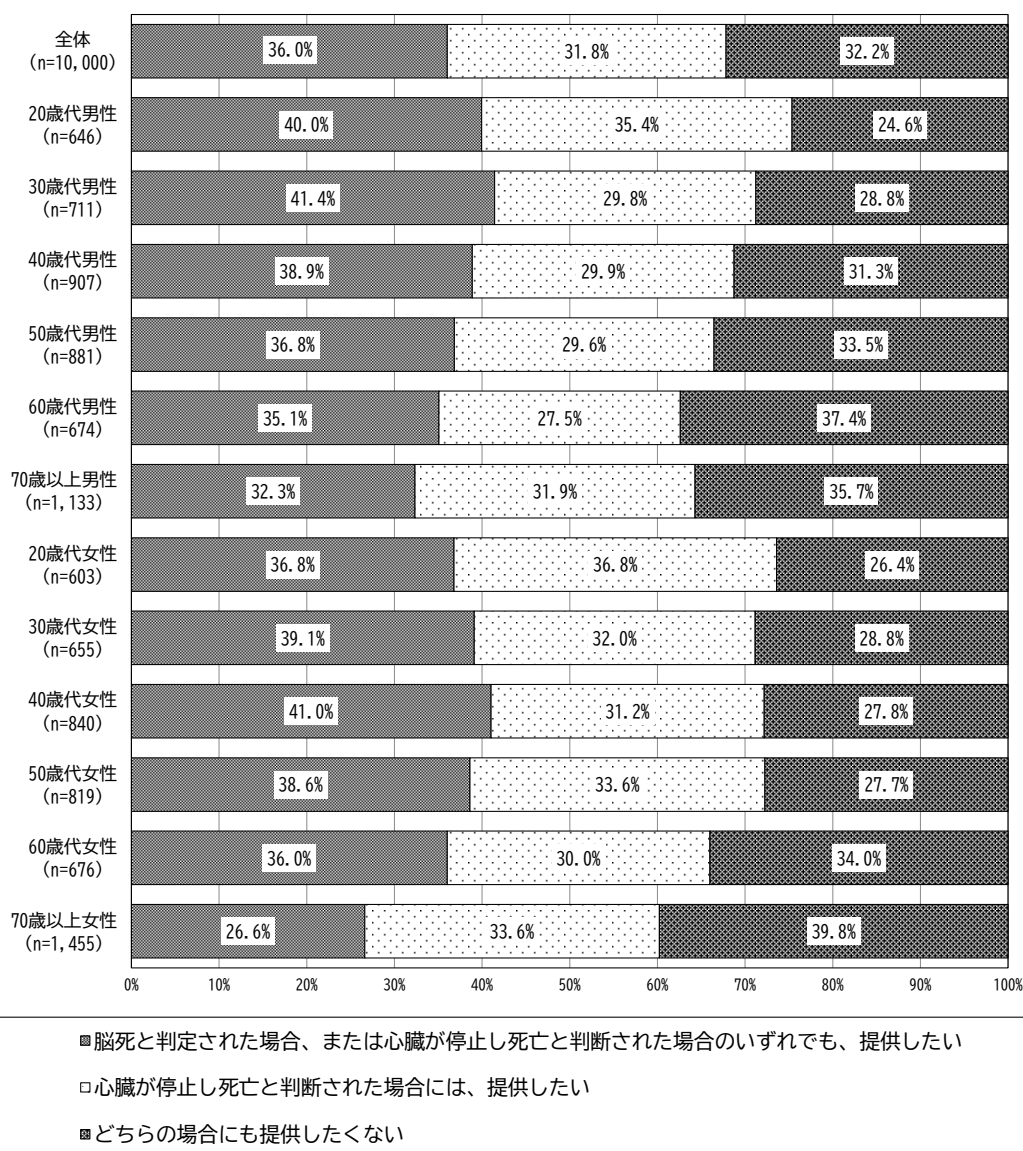 全体
(n=10,000)
36.0% 31.8% 32.2%
20歳代男性
(n=646)
40.0% 35.4% 24.6%
30歳代男性
(n=711)
41.4% 29.8% 28.8%
40歳代男性
(n=907)
38.9% 29.9% 31.3%
50歳代男性
(n=881)
36.8% 29.6% 33.5%
60歳代男性
(n=674)
35.1% 27.5% 37.4%
70歳以上男性
(n=1,133)
32.3% 31.9% 35.7%
20歳代女性
(n=603)
36.8% 36.8% 26.4%
30歳代女性
(n=655)
39.1% 32.0% 28.8%
40歳代女性
(n=840)
41.0% 31.2% 27.8%
50歳代女性
(n=819)
38.6% 33.6% 27.7%
60歳代女性
(n=676)
36.0% 30.0% 34.0%
70歳以上女性
(n=1,455)
26.6% 33.6% 39.8%
0% 10% 20% 30% 40% 50% 60% 70% 80% 90% 100%
脳死と判定された場合、または心臓が停止し死亡と判断された場合のいずれでも、提供したい
心臓が停止し死亡と判断された場合には、提供したい
どちらの場合にも提供したくない